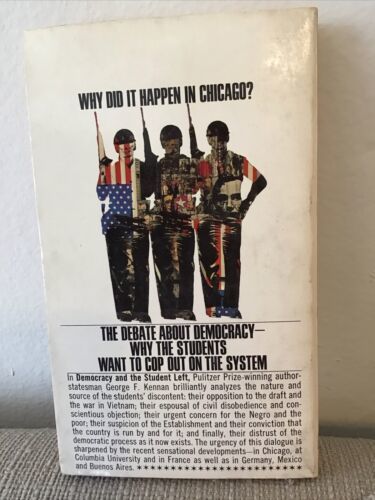 WHY DID IT HAPPEN IN CHICAGO?
THE DEBATE ABOUT DEMOCRACY—
WHY THE STUDENTS
WANT TO COP OUT ON THE SYSTEM
In Democracy and the Student Left, Pulitzer Prize-winning author-
statesman George F. Kennan brilliantly analyzes the nature and
source of the students' discontent: their opposition to the draft and
the war in Vietnam; their espousal of civil disobedience and con-
scientious objection; their urgent concern for the Negro and the
poor; their suspicion of the Establishment and their conviction that
the country is run by and for it; and finally, their distrust of the
democratic process as it now exists. The urgency of this dialogue is
sharpened by the recent sensational developments—in Chicago, at
Columbia University and in France as well as in Germany, Mexico
and Buenos Aires. ************************